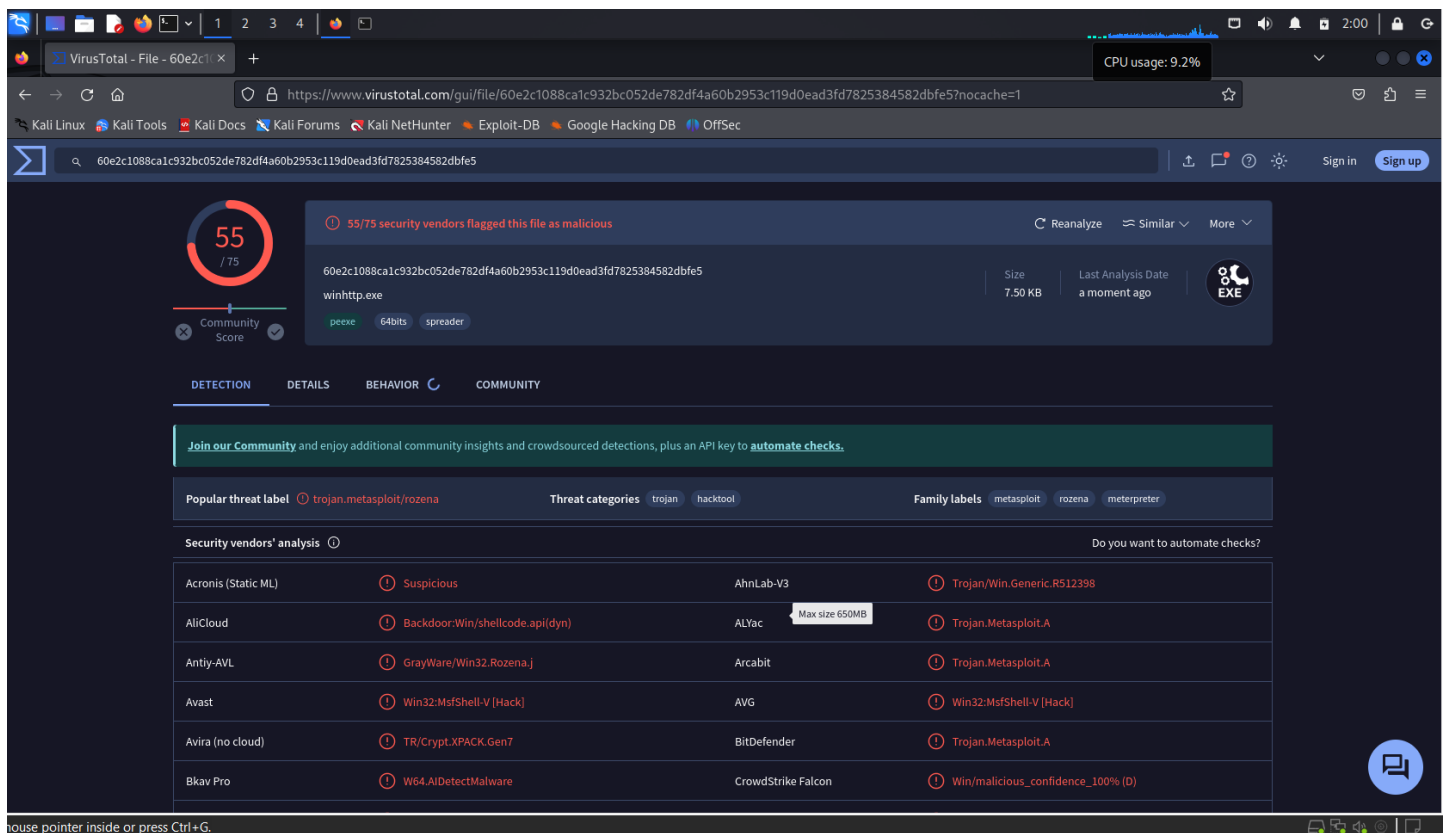 1 2 3 4 2:00
VirusTotal - File - 60e2c10
CPU usage: 9.2%
https://www.virustotal.com/gui/file/60e2c1088ca1c932bc052de782df4a60b2953c119d0ead3fd7825384582dbfe5?nocache=1
Kali Linux Kali Tools Kali Docs Kali Forums Kali NetHunter Exploit-DB Google Hacking DB OffSec
60e2c1088ca1c932bc052de782df4a60b2953c119d0ead3fd7825384582dbfe5 Sign in Sign up
55
/ 75
Community
Score
55/75 security vendors flagged this file as malicious Reanalyze Similar More
60e2c1088ca1c932bc052de782df4a60b2953c119d0ead3fd7825384582dbfe5
winhttp.exe
peexe 64bits spreader
Size
7.50 KB
Last Analysis Date
a moment ago
EXE
DETECTION DETAILS BEHAVIOR COMMUNITY
Join our Community and enjoy additional community insights and crowdsourced detections, plus an API key to automate checks.
Popular threat label trojan.metasploit/rozena Threat categories trojan hacktool Family labels metasploit rozena meterpreter
Security vendors' analysis Do you want to automate checks?
Acronis (Static ML) Suspicious AhnLab-V3 Trojan/Win.Generic.R512398
Max size 650MB
AliCloud Backdoor:Win/shellcode.api(dyn) ALYac Trojan.Metasploit.A
Antiy-AVL GrayWare/Win32.Rozena.j Arcabit Trojan.Metasploit.A
Avast Win32:MsfShell-V [Hack] AVG Win32:MsfShell-V [Hack]
Avira (no cloud) TR/Crypt.XPACK.Gen7 BitDefender Trojan.Metasploit.A
Bkav Pro W64.AIDetectMalware CrowdStrike Falcon Win/malicious_confidence_100% (D)
pointer inside or press Ctrl+G.